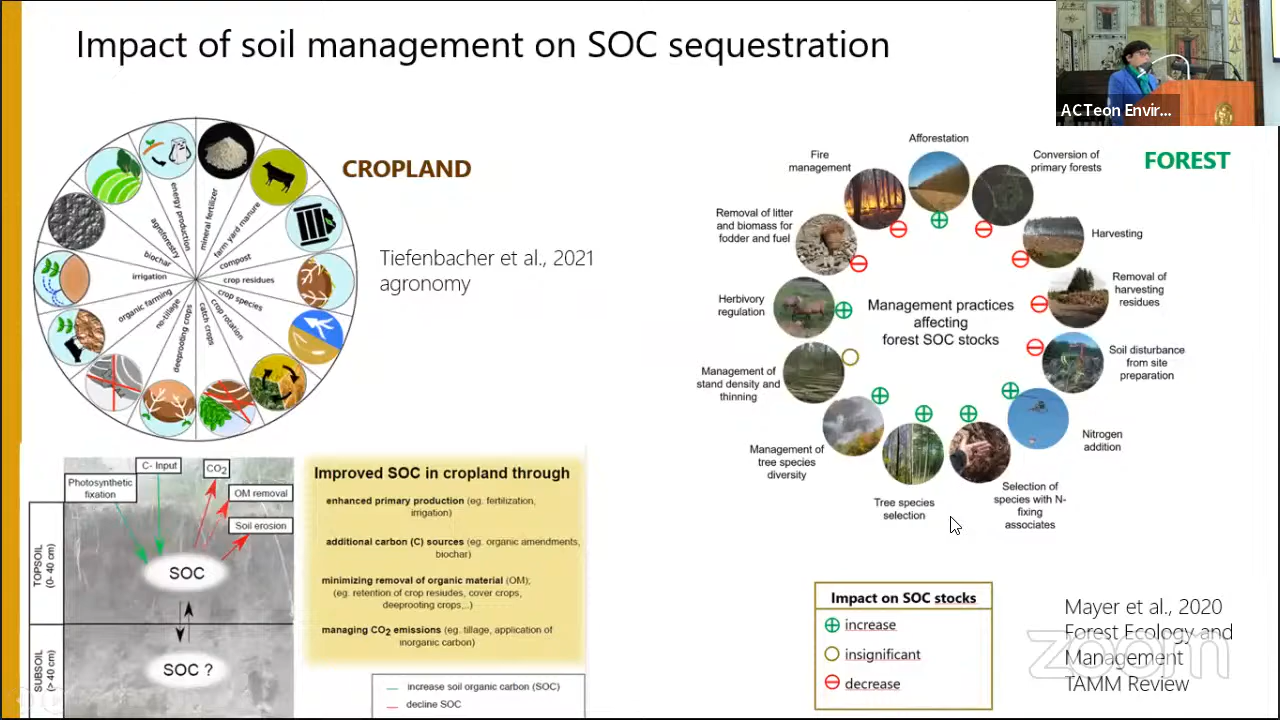 Impact of soil management on SOC sequestration
ACTeon Envir...
CROPLAND
Tiefenbacher et al., 2021
agronomy
energy production
mineral fertilizer
farm yard manure
compost
crop residues
crop species
crop rotation
catch crops
deeprooting crops
no-tillage
organic farming
irrigation
biochar
agroforestry
FOREST
Afforestation
Conversion of
primary forests
Harvesting
Removal of
harvesting
residues
Soil disturbance
from site
preparation
Nitrogen
addition
Selection of
species with N-
fixing
associates
Tree species
selection
Management of
tree species
diversity
Management of
stand density and
thinning
Herbivory
regulation
Removal of litter
and biomass for
fodder and fuel
Fire
management
Management practices
affecting
forest SOC stocks
Photosynthetic
fixation
C- Input
CO2
OM removal
Soil erosion
SOC
SOC ?
TOPSOIL
(0- 40 cm)
SUBSOIL
(> 40 cm)
Improved SOC in cropland through
enhanced primary production (eg. fertilization,
irrigation)
additional carbon (C) sources (eg. organic amendments,
biochar)
minimizing removal of organic material (OM);
(eg. retention of crop resiudes, cover crops,
deeprooting crops,..)
managing CO2 emissions (eg. tillage, application of
inorganic carbon)
increase soil organic carbon (SOC)
decline SOC
Impact on SOC stocks
increase
insignificant
decrease
Mayer et al., 2020
Forest Ecology and
Management
TAMM Review
zoom